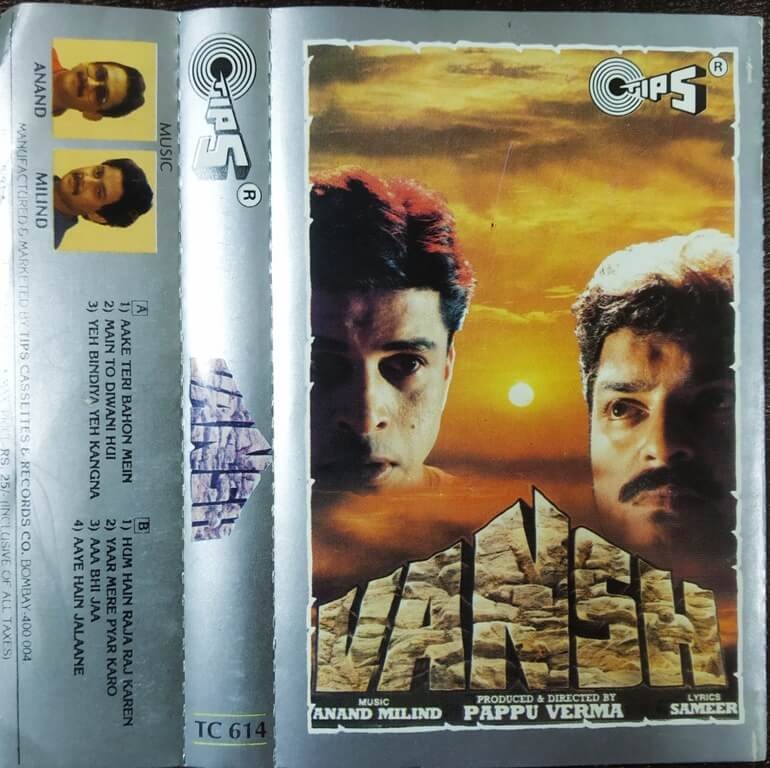 MUSIC
ANAND
MILIND
A
1) AAKE TERI BAHON MEIN
2) MAIN TO DIWANI HUI
3) YEH BINDIYA YEH KANGNA
B
1) HUM HAIN RAJA RAJ KAREN
2) YAAR MERE PYAR KARO
3) AAA BHI JAA
4) AAYE HAIN JALAANE
MANUFACTURED & MARKETED BY TIPS CASSETTES & RECORDS CO. BOMBAY-400 004
RS. 25/- (INCLUSIVE OF ALL TAXES)
TIPS ®
VANSH
TC 614
TIPS ®
VANSH
MUSIC
ANAND MILIND
PRODUCED & DIRECTED BY
PAPPU VERMA
LYRICS
SAMEER